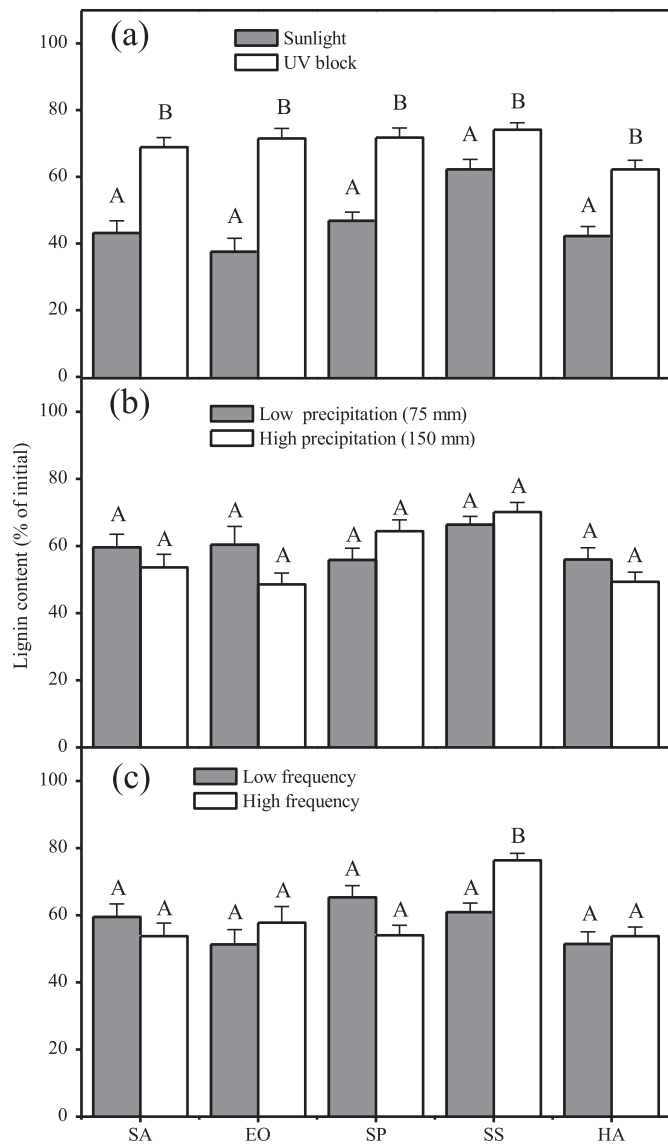 100
80
60
40
20
0
(a)
Sunlight
UV block
A B A B A B A B A B
100
80
60
40
20
0
(b)
Low precipitation (75 mm)
High precipitation (150 mm)
A A A A A A A A A A
Lignin content (% of initial)
100
80
60
40
20
0
(c)
Low frequency
High frequency
A A A A A A A B A A
SA EO SP SS HA